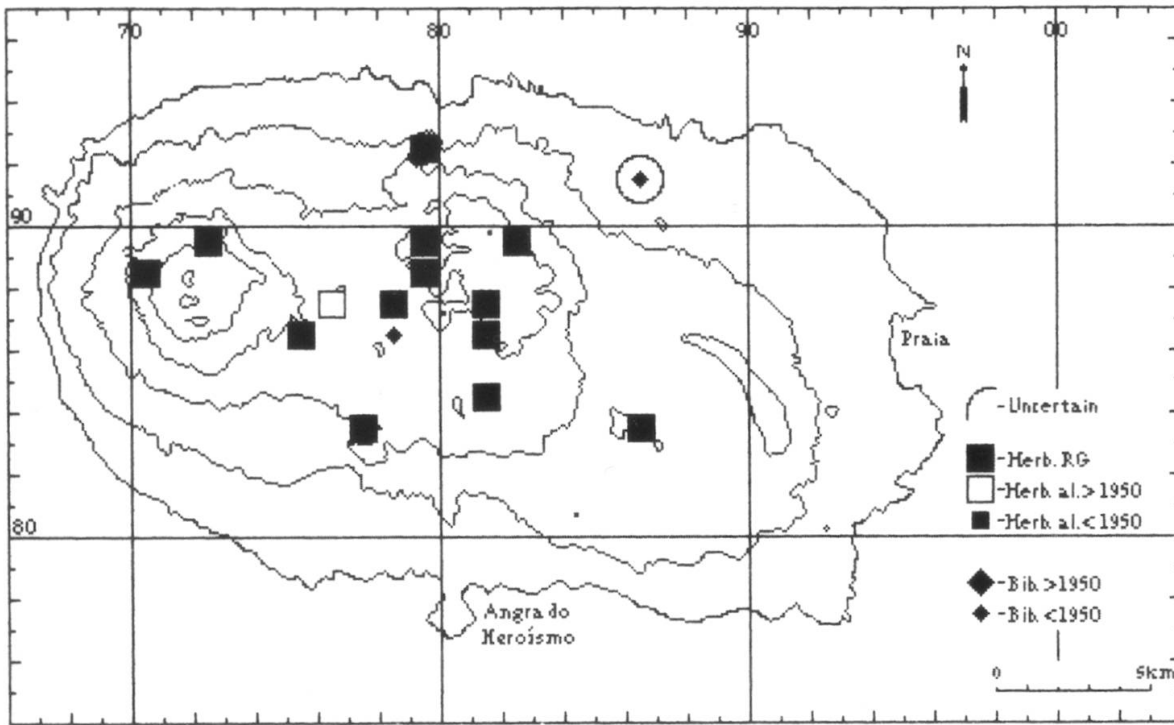 70 80 90 00
N
90
Praia
-Uncertain
-Herb. RG
-Herb. al.>1950
-Herb. al.<1950
80
-Bib.>1950
Angra do
Heroísmo
-Bib.<1950
0 5km